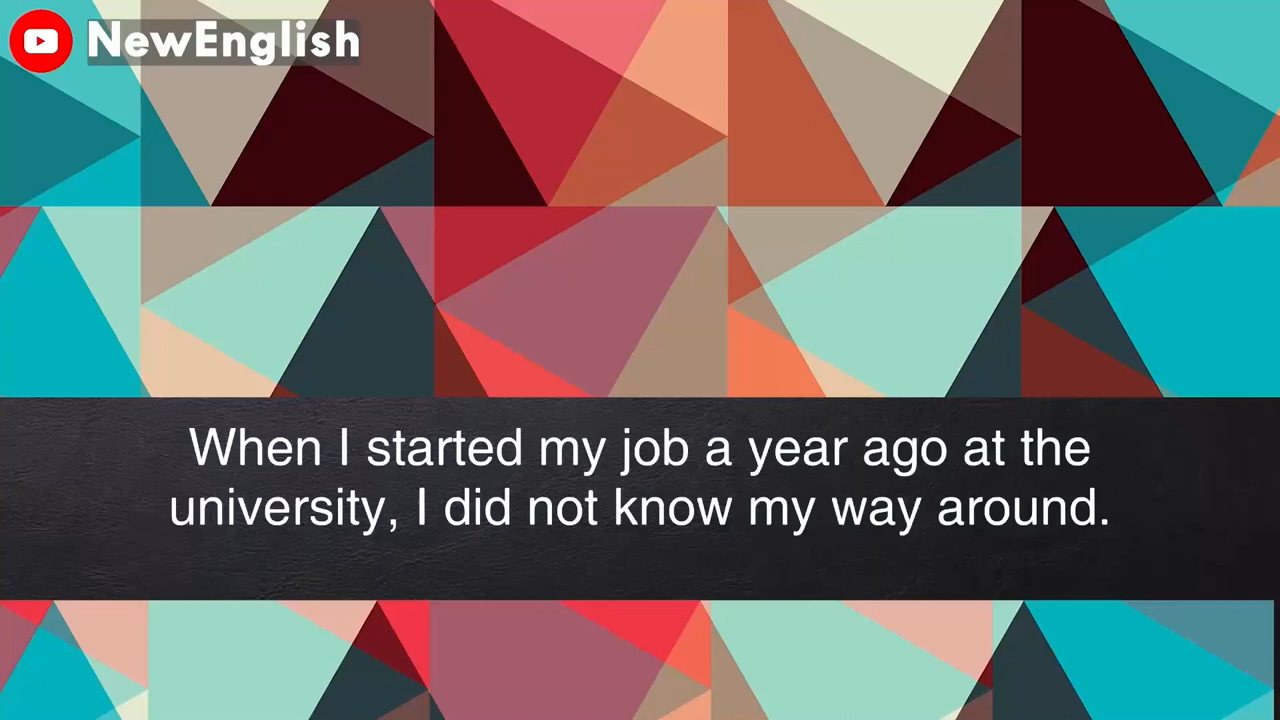 NewEnglish
When I started my job a year ago at the
university, I did not know my way around.